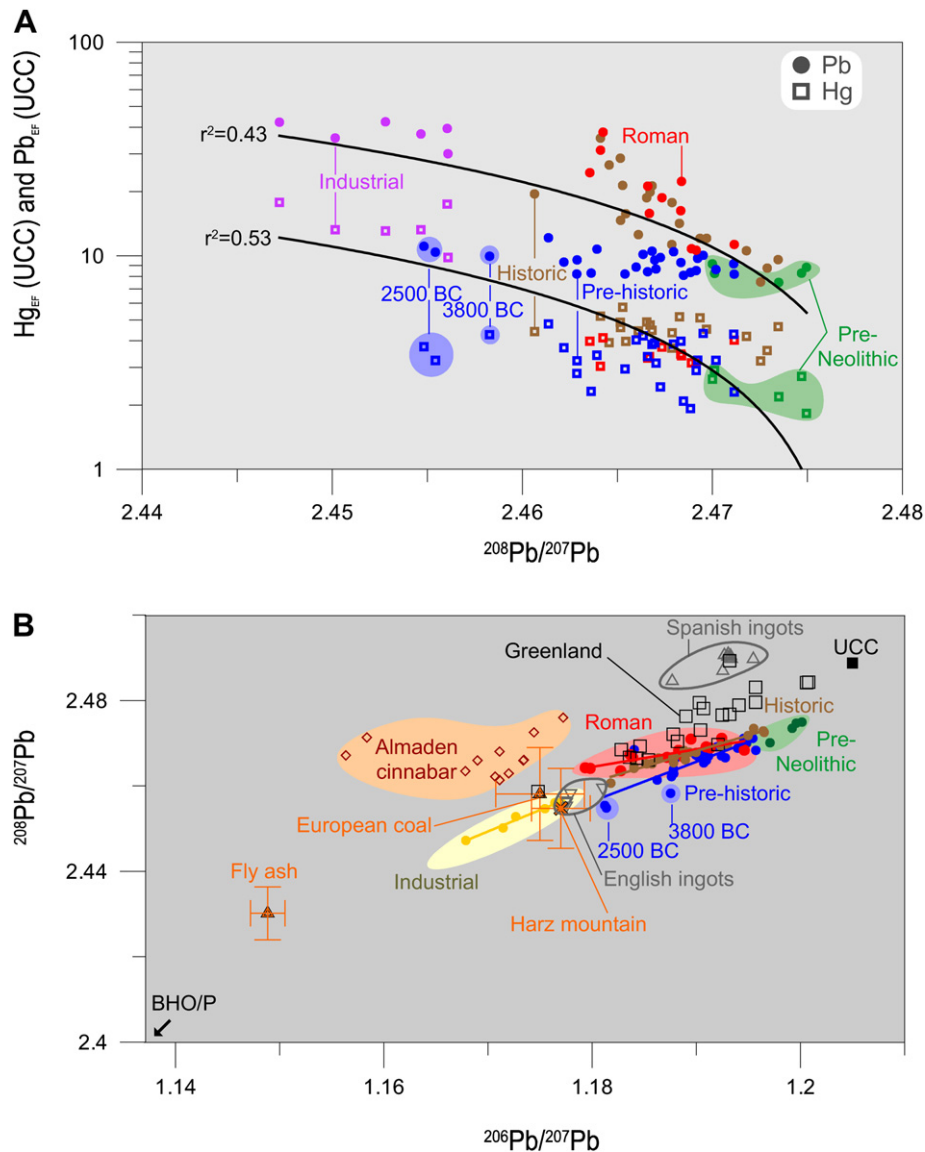 A
Hg EF (UCC) and Pb EF (UCC)
100
10
1
Pb
Hg
r²=0.43
r²=0.53
Roman
Industrial
Historic
2500 BC
3800 BC
Pre-historic
Pre-
Neolithic
2.44
2.45
2.46
2.47
2.48
²⁰⁸Pb/²⁰⁷Pb
B
²⁰⁸Pb/²⁰⁷Pb
2.48
2.44
2.4
Spanish ingots
Greenland
UCC
Roman
Historic
Almaden
cinnabar
Pre-
Neolithic
Pre-historic
European coal
3800 BC
2500 BC
Industrial
English ingots
Fly ash
Harz mountain
BHO/P
1.14
1.16
1.18
1.2
²⁰⁶Pb/²⁰⁷Pb